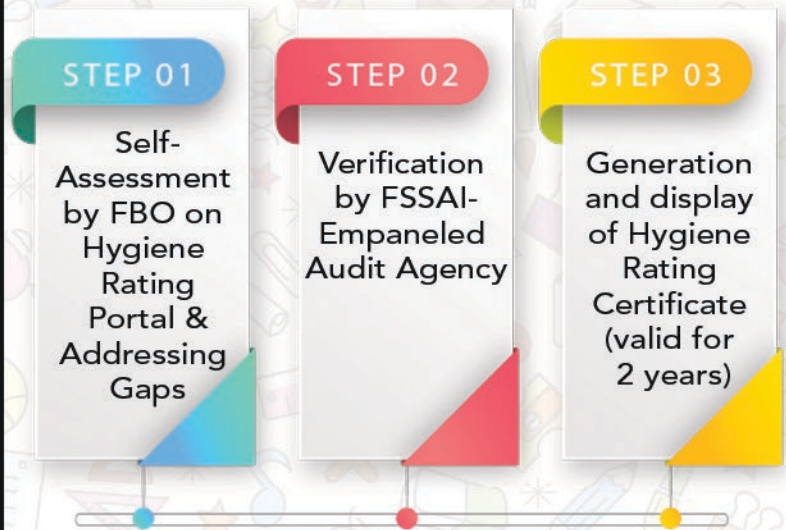 STEP 01
Self-
Assessment
by FBO on
Hygiene
Rating
Portal &
Addressing
Gaps
STEP 02
Verification
by FSSAI-
Empaneled
Audit Agency
STEP 03
Generation
and display
of Hygiene
Rating
Certificate
(valid for
2 years)